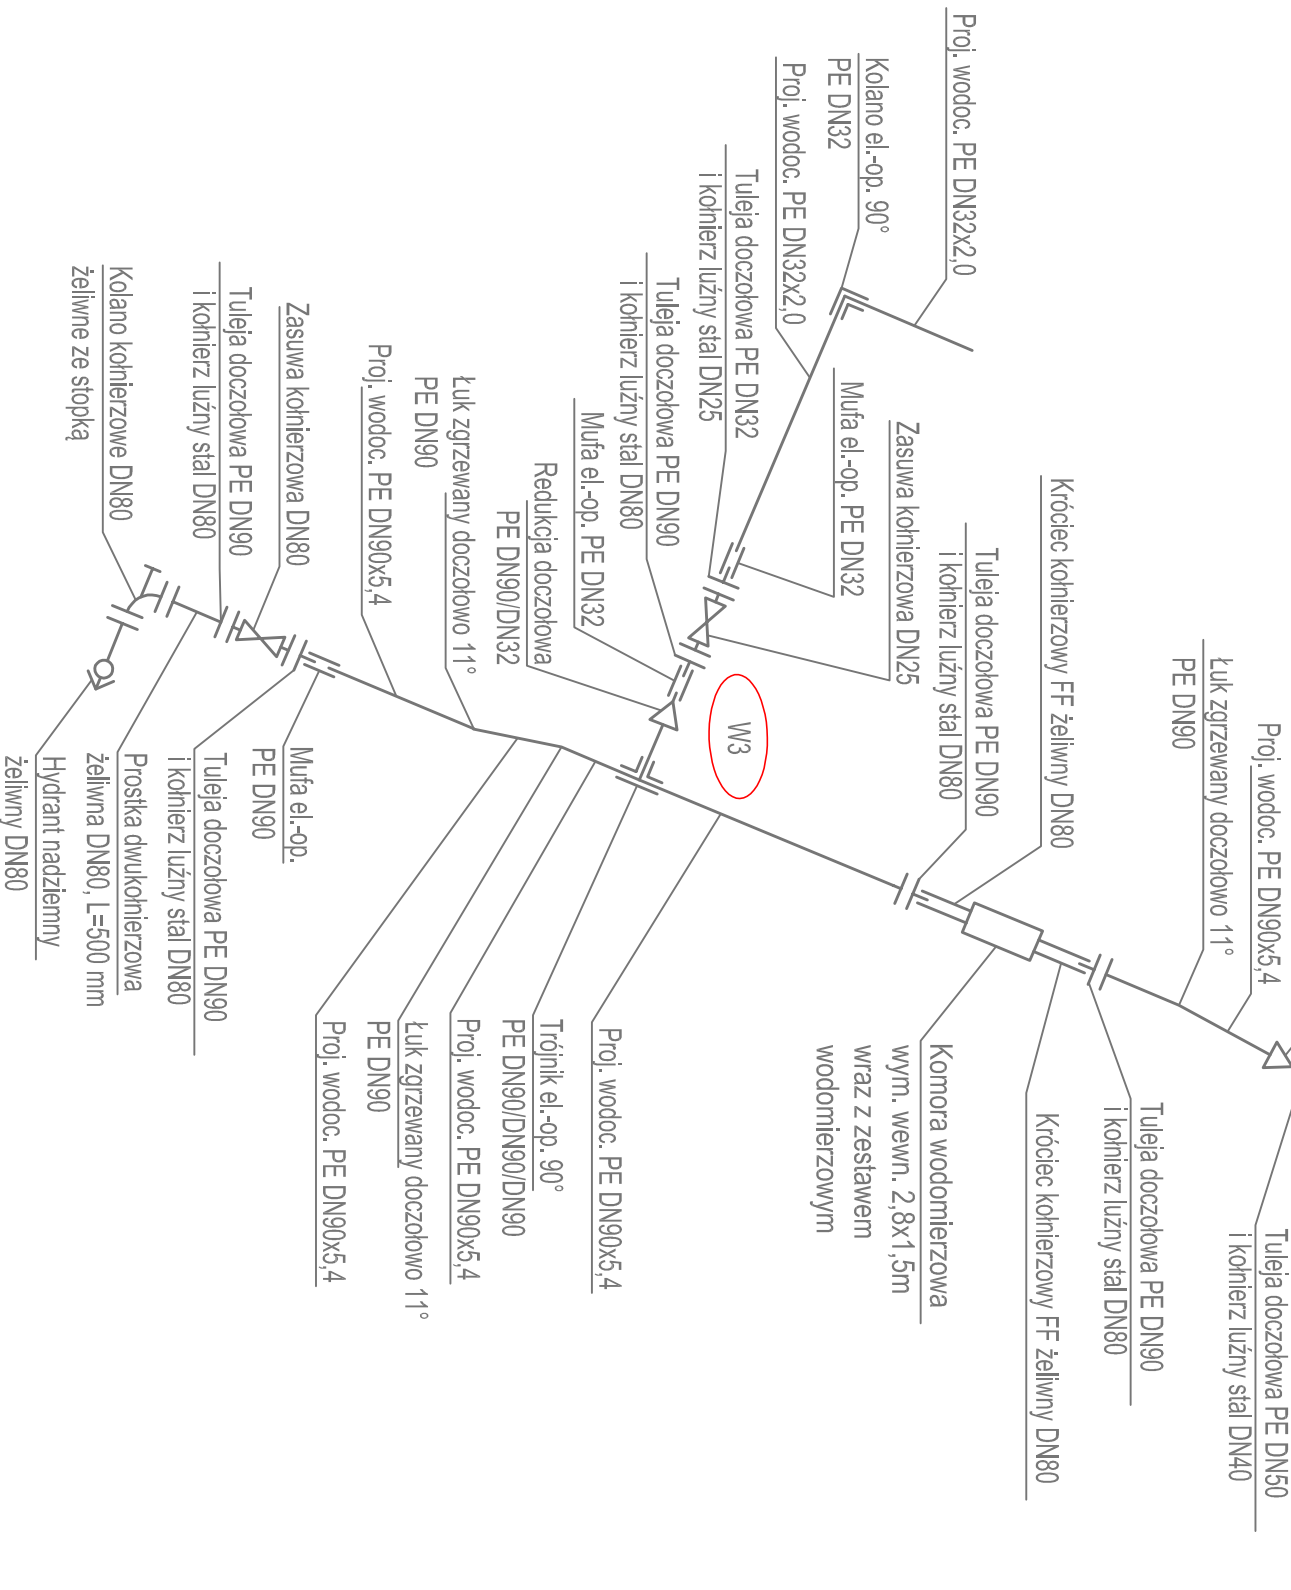 Proj. wodoc. PE DN32x2,0
Kolano el.-op. 90°
PE DN32
Proj. wodoc. PE DN32x2,0
Tuleja doczołowa PE DN32
i kołnierz luźny stal DN25
Mufa el.-op. PE DN32
Zasuwa kołnierzowa DN25
Tuleja doczołowa PE DN90
i kołnierz luźny stal DN80
Mufa el.-op. PE DN32
Redukcja doczołowa
PE DN90/DN32
Łuk zgrzewany doczołowo 11°
PE DN90
Proj. wodoc. PE DN90x5,4
Zasuwa kołnierzowa DN80
Tuleja doczołowa PE DN90
i kołnierz luźny stal DN80
Kolano kołnierzowe DN80
żeliwne ze stopką
W3
Króciec kołnierzowy FF żeliwny DN80
Tuleja doczołowa PE DN90
i kołnierz luźny stal DN80
Proj. wodoc. PE DN90x5,4
Łuk zgrzewany doczołowo 11°
PE DN90
Mufa el.-op.
PE DN90
Tuleja doczołowa PE DN90
i kołnierz luźny stal DN80
Prostka dwukołnierzowa
żeliwna DN80, L=500 mm
Hydrant nadziemny
żeliwny DN80
Tuleja doczołowa PE DN50
i kołnierz luźny stal DN40
Tuleja doczołowa PE DN90
i kołnierz luźny stal DN80
Króciec kołnierzowy FF żeliwny DN80
Komora wodomierzowa
wym. wewn. 2,8x1,5m
wraz z zestawem
wodomierzowym
Proj. wodoc. PE DN90x5,4
Trójnik el.-op. 90°
PE DN90/DN90/DN90
Proj. wodoc. PE DN90x5,4
Łuk zgrzewany doczołowo 11°
PE DN90
Proj. wodoc. PE DN90x5,4